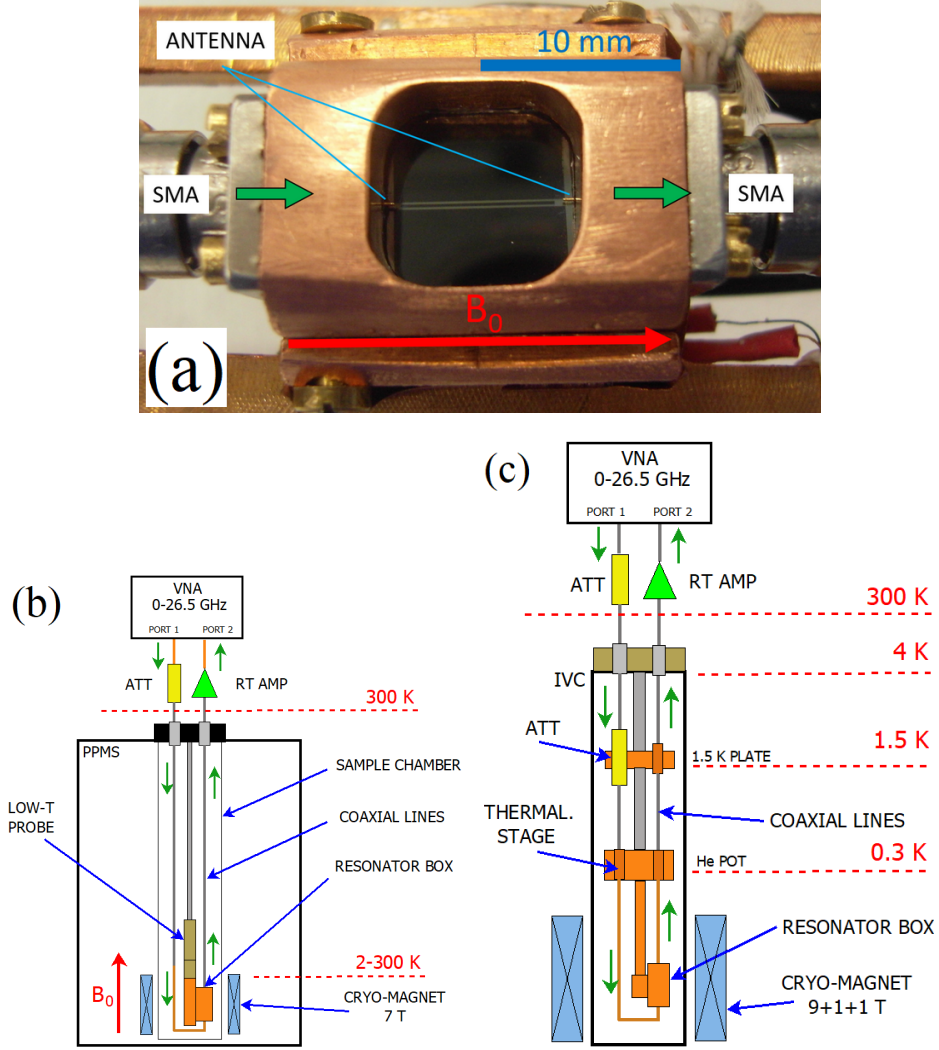 ANTENNA
10 mm
SMA
SMA
B0
(a)
(b)
VNA
0-26.5 GHz
PORT 1 PORT 2
ATT
RT AMP
300 K
PPMS
SAMPLE CHAMBER
LOW-T
PROBE
COAXIAL LINES
RESONATOR BOX
B0
2-300 K
CRYO-MAGNET
7 T
(c)
VNA
0-26.5 GHz
PORT 1 PORT 2
ATT
RT AMP
300 K
4 K
IVC
ATT
1.5 K
1.5 K PLATE
THERMAL.
STAGE
COAXIAL LINES
0.3 K
He POT
RESONATOR BOX
CRYO-MAGNET
9+1+1 T